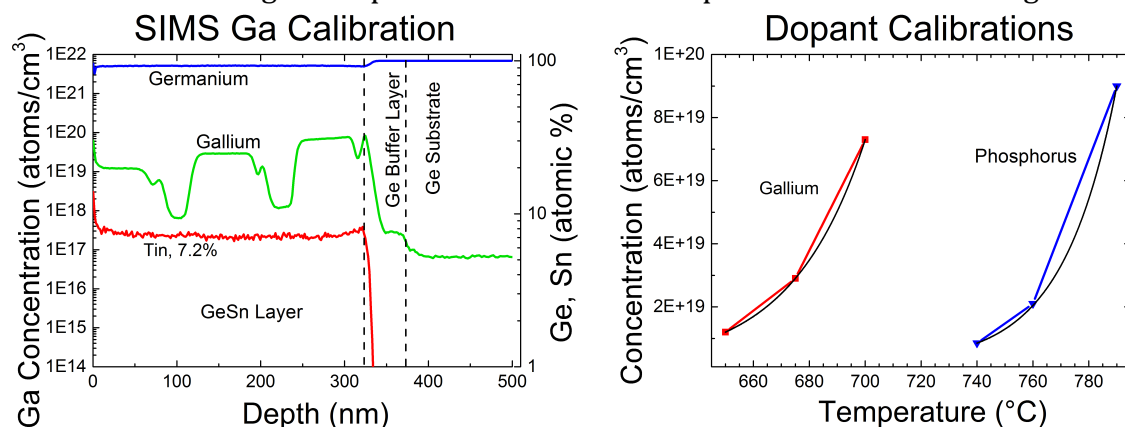 SIMS Ga Calibration
Ga Concentration (atoms/cm³)
1E22
1E21
1E20
1E19
1E18
1E17
1E16
1E15
1E14
Germanium
Gallium
Tin, 7.2%
GeSn Layer
Ge Buffer Layer
Ge Substrate
100
10
1
Ge, Sn (atomic %)
0 100 200 300 400 500
Depth (nm)
Dopant Calibrations
Concentration (atoms/cm³)
1E+20
8E+19
6E+19
4E+19
2E+19
Gallium
Phosphorus
660 680 700 720 740 760 780
Temperature (°C)